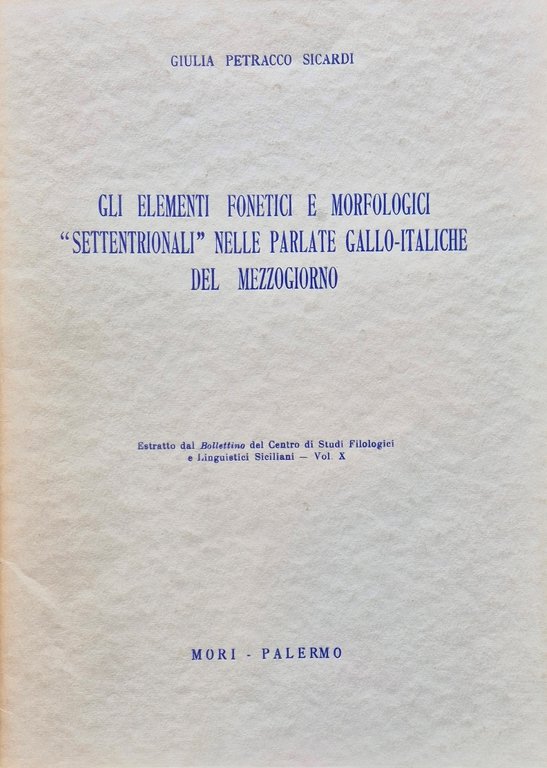 GIULIA PETRACCO SICARDI
GLI ELEMENTI FONETICI E MORFOLOGICI
“SETTENTRIONALI” NELLE PARLATE GALLO-ITALICHE
DEL MEZZOGIORNO
Estratto dal Bollettino del Centro di Studi Filologici
e Linguistici Siciliani — Vol. X
MORI - PALERMO